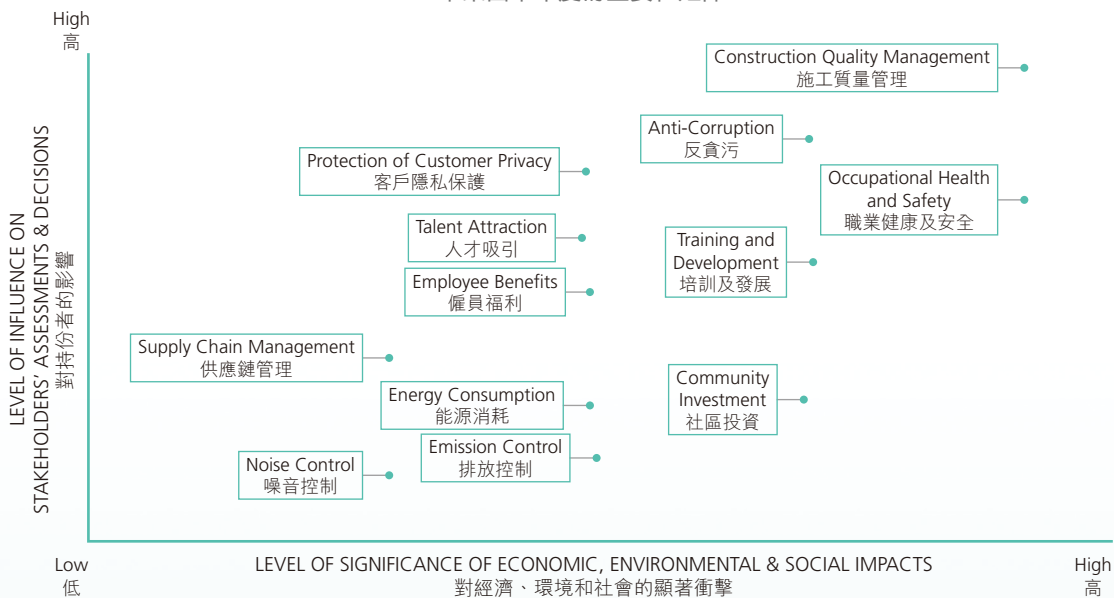 High
高
Construction Quality Management
施工質量管理
Anti-Corruption
反貪污
Protection of Customer Privacy
客戶隱私保護
Occupational Health
and Safety
職業健康及安全
Talent Attraction
人才吸引
Training and
Development
培訓及發展
Employee Benefits
僱員福利
Supply Chain Management
供應鏈管理
Community
Investment
社區投資
Energy Consumption
能源消耗
Emission Control
排放控制
Noise Control
噪音控制
LEVEL OF INFLUENCE ON
STAKEHOLDERS' ASSESSMENTS & DECISIONS
對持份者的影響
Low
低
LEVEL OF SIGNIFICANCE OF ECONOMIC, ENVIRONMENTAL & SOCIAL IMPACTS
對經濟、環境和社會的顯著衝擊
High
高